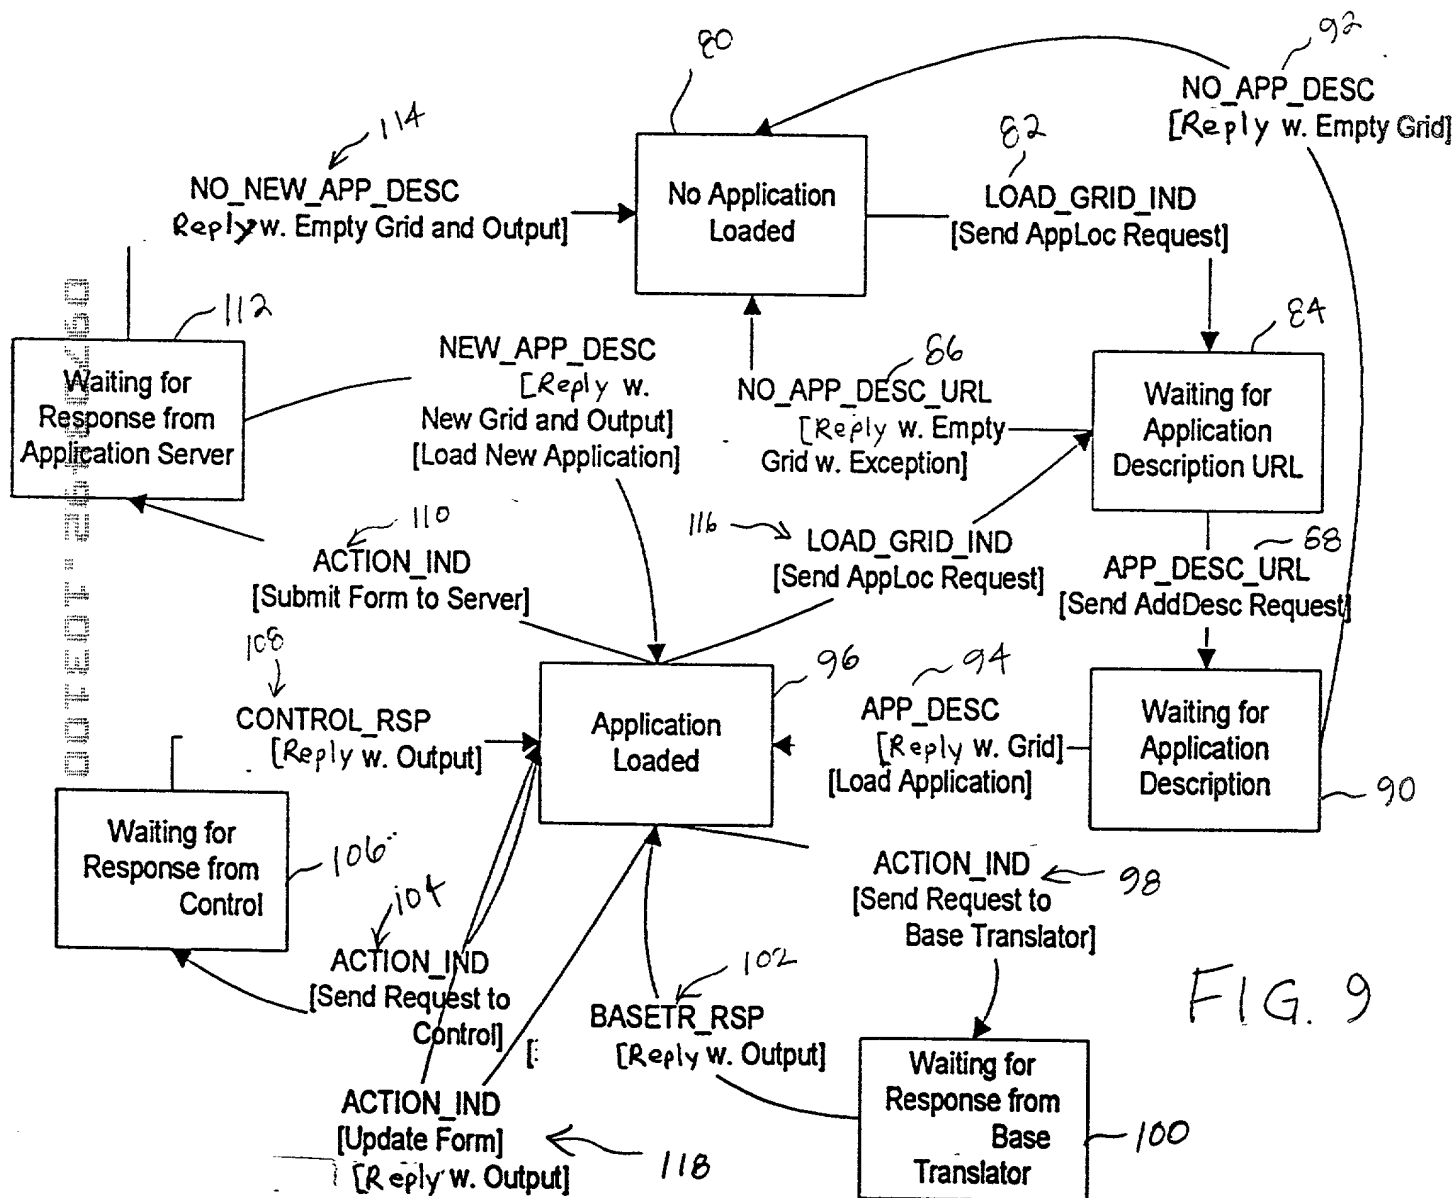 80
92
NO_APP_DESC
[Reply w. Empty Grid]
114
82
NO_NEW_APP_DESC
Reply w. Empty Grid and Output]
No Application
Loaded
LOAD_GRID_IND
[Send AppLoc Request]
112
84
Waiting for
Response from
Application Server
NEW_APP_DESC
[Reply w.
New Grid and Output]
[Load New Application]
86
NO_APP_DESC_URL
[Reply w. Empty
Grid w. Exception]
Waiting for
Application
Description URL
110
ACTION_IND
[Submit Form to Server]
116
LOAD_GRID_IND
[Send AppLoc Request]
88
APP_DESC_URL
[Send AddDesc Request]
108
CONTROL_RSP
[Reply w. Output]
96
Application
Loaded
94
APP_DESC
[Reply w. Grid]
[Load Application]
Waiting for
Application
Description
90
Waiting for
Response from
Control
106
104
ACTION_IND
[Send Request to
Control]
ACTION_IND
[Send Request to
Base Translator]
98
102
BASETR_RSP
[Reply w. Output]
FIG. 9
ACTION_IND
[Update Form]
[Reply w. Output]
118
Waiting for
Response from
Base
Translator
100